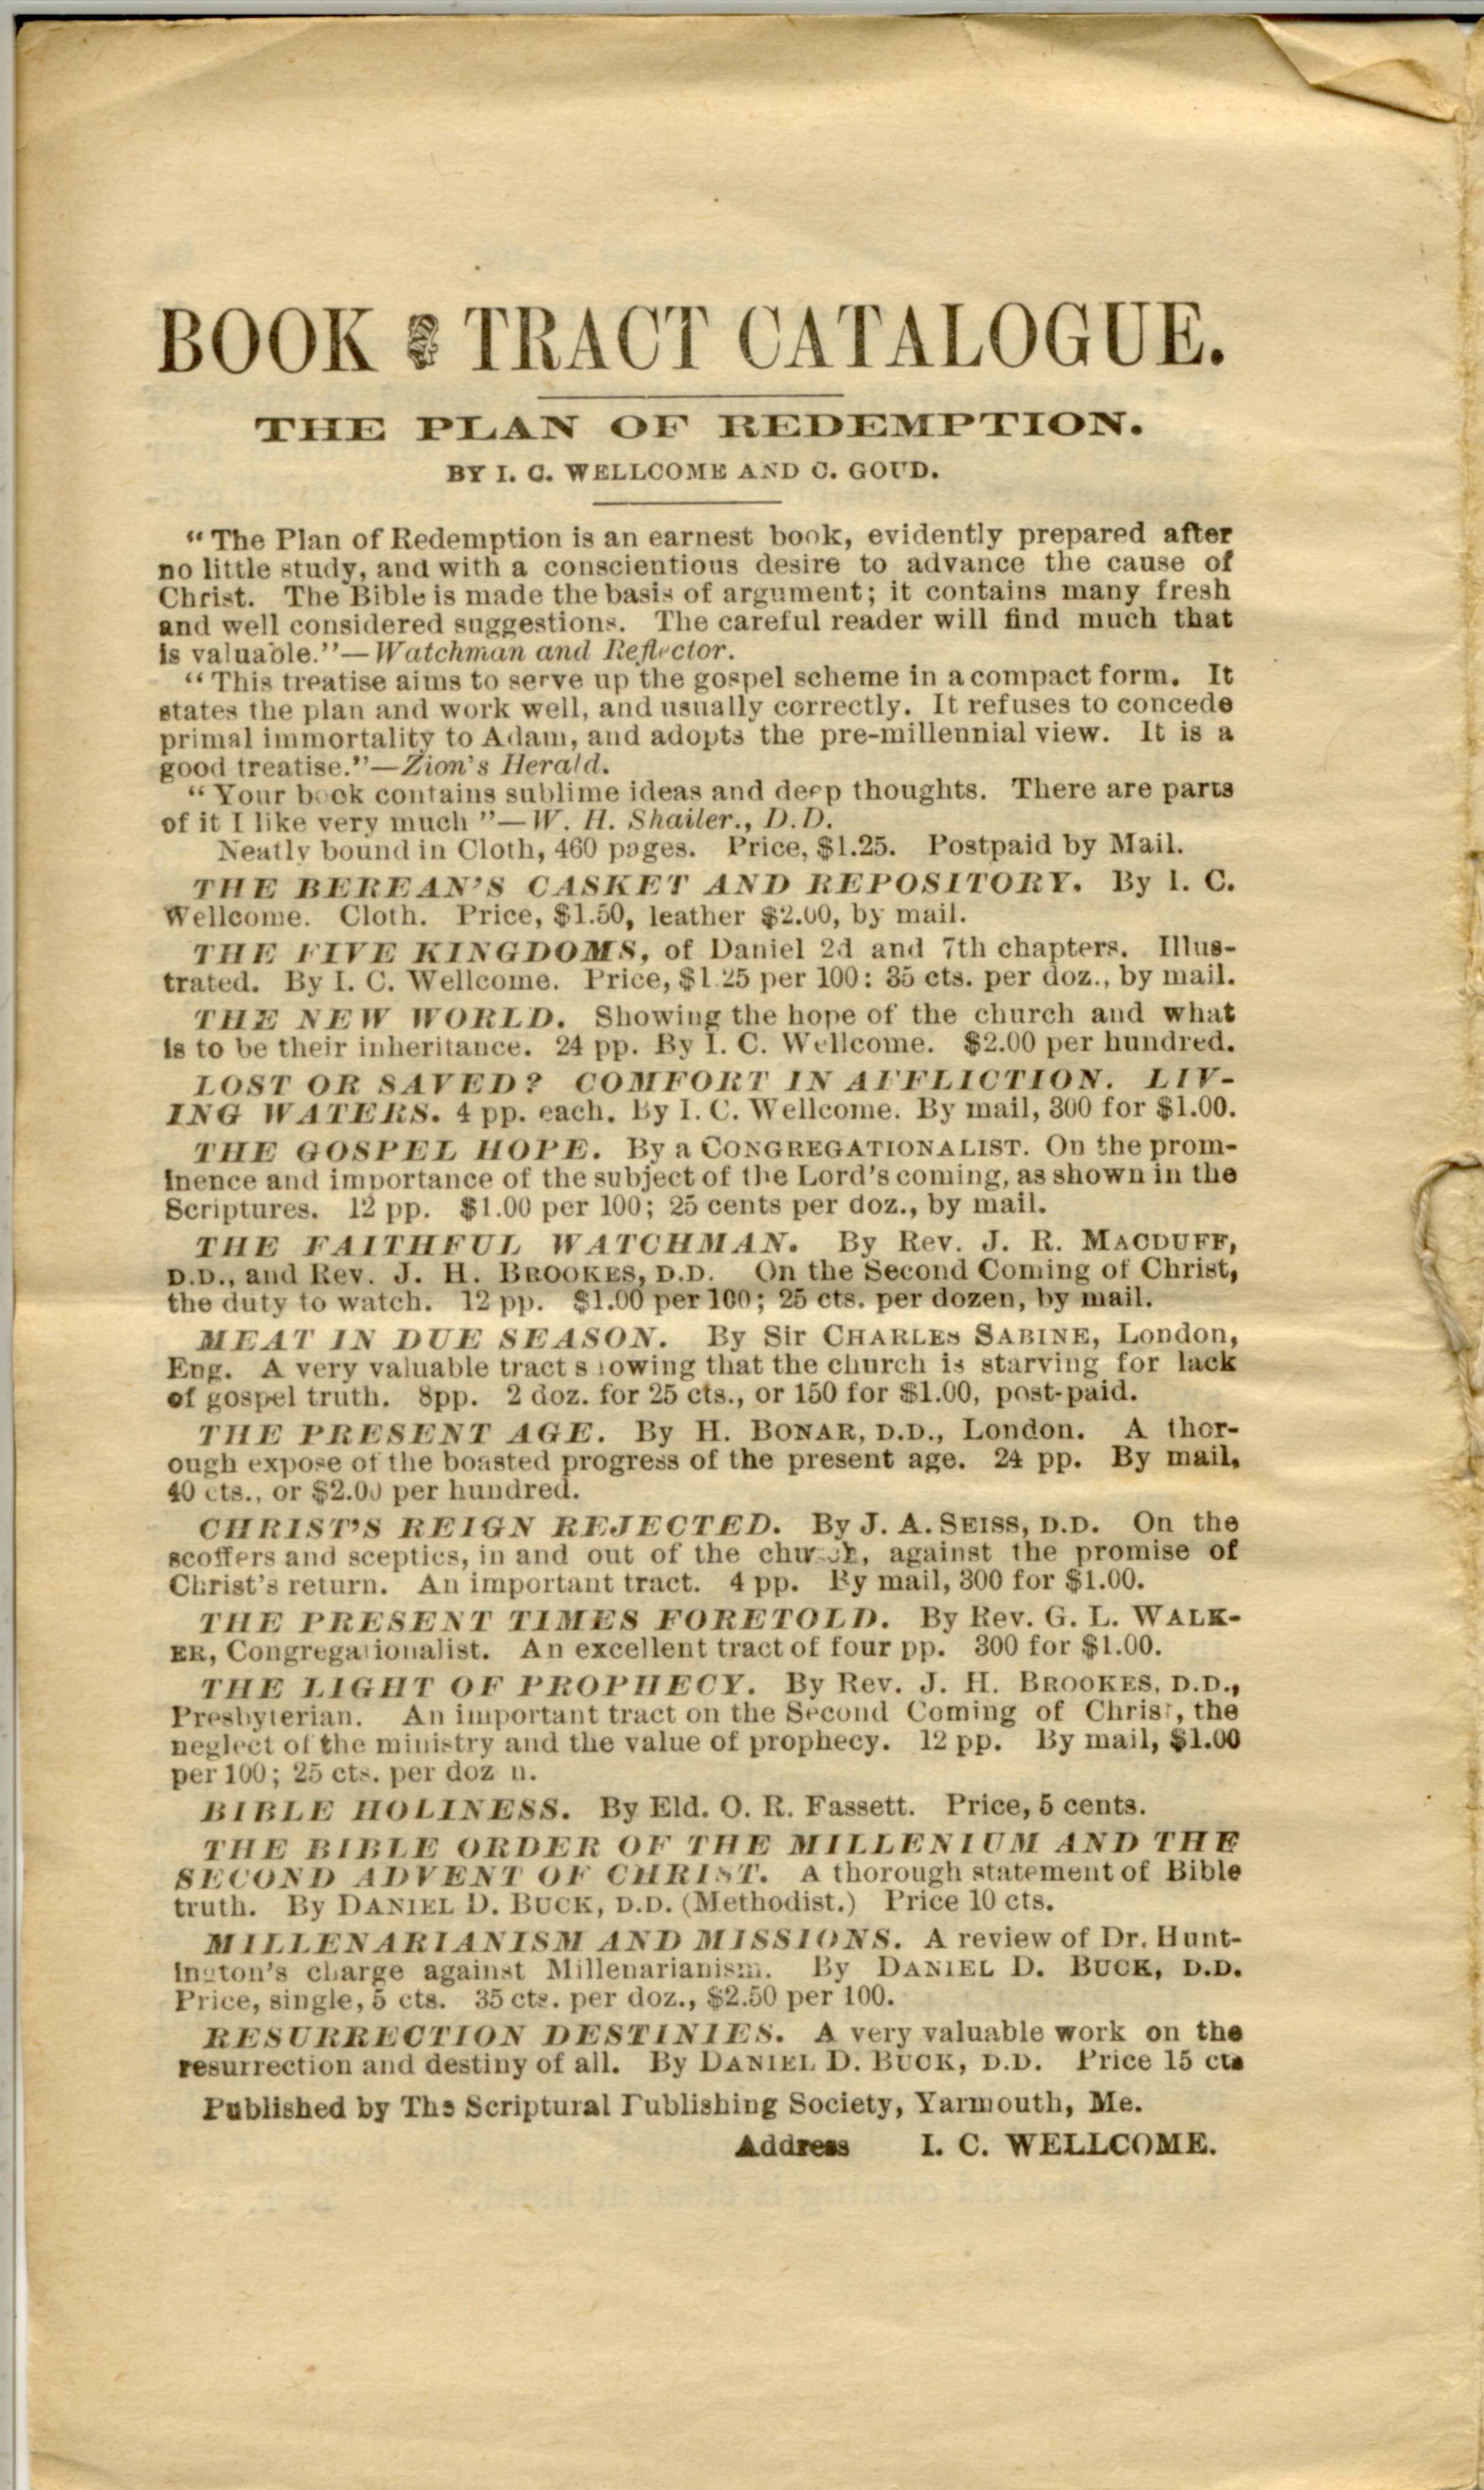 BOOK & TRACT CATALOGUE.
THE PLAN OF REDEMPTION.
BY I. C. WELLCOME AND C. GOUD.
“The Plan of Redemption is an earnest book, evidently prepared after
no little study, and with a conscientious desire to advance the cause of
Christ. The Bible is made the basis of argument; it contains many fresh
and well considered suggestions. The careful reader will find much that
is valuable.”—Watchman and Reflector.
“This treatise aims to serve up the gospel scheme in a compact form. It
states the plan and work well, and usually correctly. It refuses to concede
primal immortality to Adam, and adopts the pre-millennial view. It is a
good treatise.”—Zion's Herald.
“Your book contains sublime ideas and deep thoughts. There are parts
of it I like very much ”—W. H. Shailer., D.D.
Neatly bound in Cloth, 460 pages. Price, $1.25. Postpaid by Mail.
THE BEREAN'S CASKET AND REPOSITORY. By I. C.
Wellcome. Cloth. Price, $1.50, leather $2.00, by mail.
THE FIVE KINGDOMS, of Daniel 2d and 7th chapters. Illus-
trated. By I. C. Wellcome. Price, $1.25 per 100: 35 cts. per doz., by mail.
THE NEW WORLD. Showing the hope of the church and what
is to be their inheritance. 24 pp. By I. C. Wellcome. $2.00 per hundred.
LOST OR SAVED? COMFORT IN AFFLICTION. LIV-
ING WATERS. 4 pp. each. By I. C. Wellcome. By mail, 300 for $1.00.
THE GOSPEL HOPE. By a CONGREGATIONALIST. On the prom-
inence and importance of the subject of the Lord's coming, as shown in the
Scriptures. 12 pp. $1.00 per 100; 25 cents per doz., by mail.
THE FAITHFUL WATCHMAN. By Rev. J. R. MACDUFF,
D.D., and Rev. J. H. BROOKES, D.D. On the Second Coming of Christ,
the duty to watch. 12 pp. $1.00 per 100; 25 cts. per dozen, by mail.
MEAT IN DUE SEASON. By Sir CHARLES SABINE, London,
Eng. A very valuable tract showing that the church is starving for lack
of gospel truth. 8pp. 2 doz. for 25 cts., or 150 for $1.00, post-paid.
THE PRESENT AGE. By H. BONAR, D.D., London. A thor-
ough expose of the boasted progress of the present age. 24 pp. By mail,
40 cts., or $2.00 per hundred.
CHRIST'S REIGN REJECTED. By J. A. SEISS, D.D. On the
scoffers and sceptics, in and out of the church, against the promise of
Christ's return. An important tract. 4 pp. By mail, 300 for $1.00.
THE PRESENT TIMES FORETOLD. By Rev. G. L. WALK-
ER, Congregationalist. An excellent tract of four pp. 300 for $1.00.
THE LIGHT OF PROPHECY. By Rev. J. H. BROOKES, D.D.,
Presbyterian. An important tract on the Second Coming of Christ, the
neglect of the ministry and the value of prophecy. 12 pp. By mail, $1.00
per 100; 25 cts. per dozen.
BIBLE HOLINESS. By Eld. O. R. Fassett. Price, 5 cents.
THE BIBLE ORDER OF THE MILLENIUM AND THE
SECOND ADVENT OF CHRIST. A thorough statement of Bible
truth. By DANIEL D. BUCK, D.D. (Methodist.) Price 10 cts.
MILLENARIANISM AND MISSIONS. A review of Dr. Hunt-
ington's charge against Millenarianism. By DANIEL D. BUCK, D.D.
Price, single, 5 cts. 35 cts. per doz., $2.50 per 100.
RESURRECTION DESTINIES. A very valuable work on the
resurrection and destiny of all. By DANIEL D. BUCK, D.D. Price 15 cts
Published by The Scriptural Publishing Society, Yarmouth, Me.
Address I. C. WELLCOME.